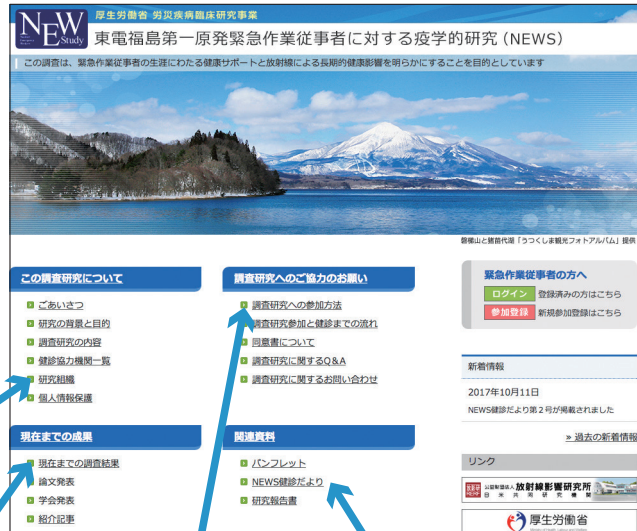 NEW
Study
厚生労働省 労災疾病臨床研究事業
東電福島第一原発緊急作業従事者に対する疫学的研究 (NEWS)
この調査は、緊急作業従事者の生涯にわたる健康サポートと放射線による長期的健康影響を明らかにすることを目的としています
磐梯山と猪苗代湖「うつくしま観光フォトアルバム」提供
この調査研究について
ごあいさつ
研究の背景と目的
調査研究の内容
健診協力機関一覧
研究組織
個人情報保護
調査研究へのご協力のお願い
調査研究への参加方法
調査研究参加と健診までの流れ
同意書について
調査研究に関するQ&A
調査研究に関するお問い合わせ
緊急作業従事者の方へ
ログイン 登録済みの方はこちら
参加登録 新規参加登録はこちら
新着情報
2017年10月11日
NEWS健診だより第２号が掲載されました
» 過去の新着情報
現在までの成果
現在までの調査結果
論文発表
学会発表
紹介記事
関連資料
パンフレット
NEWS健診だより
研究報告書
リンク
公益財団法人 放射線影響研究所
日米共同研究機関
厚生労働省